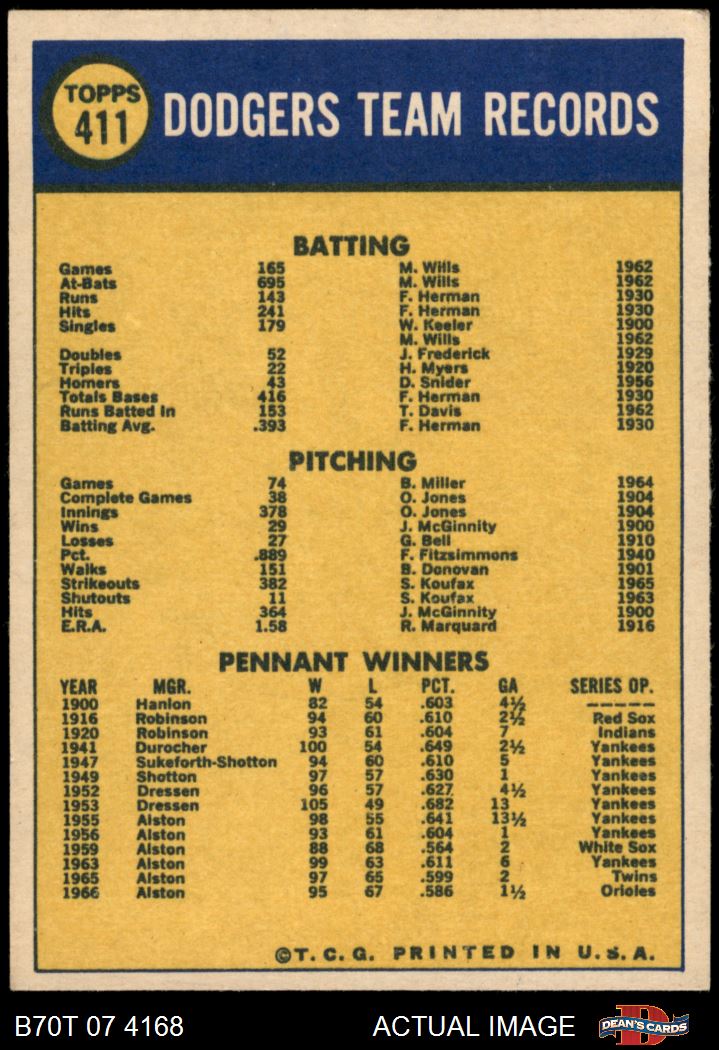 TOPPS
411
DODGERS TEAM RECORDS
BATTING
Games 165 M. Wills 1962
At-Bats 695 M. Wills 1962
Runs 143 F. Herman 1930
Hits 241 F. Herman 1930
Singles 179 W. Keeler 1900
M. Wills 1962
Doubles 52 J. Frederick 1929
Triples 22 H. Myers 1920
Homers 43 D. Snider 1956
Totals Bases 416 F. Herman 1930
Runs Batted In 153 T. Davis 1962
Batting Avg. .393 F. Herman 1930
PITCHING
Games 74 B. Miller 1964
Complete Games 38 O. Jones 1904
Innings 378 O. Jones 1904
Wins 29 J. McGinnity 1900
Losses 27 G. Bell 1910
Pct. .889 F. Fitzsimmons 1940
Walks 151 B. Donovan 1901
Strikeouts 382 S. Koufax 1965
Shutouts 11 S. Koufax 1963
Hits 364 J. McGinnity 1900
E.R.A. 1.58 R. Marquard 1916
PENNANT WINNERS
YEAR MGR. W L PCT. GA SERIES OP.
1900 Hanlon 82 54 .603 4½ ------
1916 Robinson 94 60 .610 2½ Red Sox
1920 Robinson 93 61 .604 7 Indians
1941 Durocher 100 54 .649 2½ Yankees
1947 Sukeforth-Shotton 94 60 .610 5 Yankees
1949 Shotton 97 57 .630 1 Yankees
1952 Dressen 96 57 .627 4½ Yankees
1953 Dressen 105 49 .682 13 Yankees
1955 Alston 98 55 .641 13½ Yankees
1956 Alston 93 61 .604 1 Yankees
1959 Alston 88 68 .564 2 White Sox
1963 Alston 99 63 .611 6 Yankees
1965 Alston 97 65 .599 2 Twins
1966 Alston 95 67 .586 1½ Orioles
©T.C.G. PRINTED IN U.S.A.
B70T 07 4168 ACTUAL IMAGE D DEAN'S CARDS